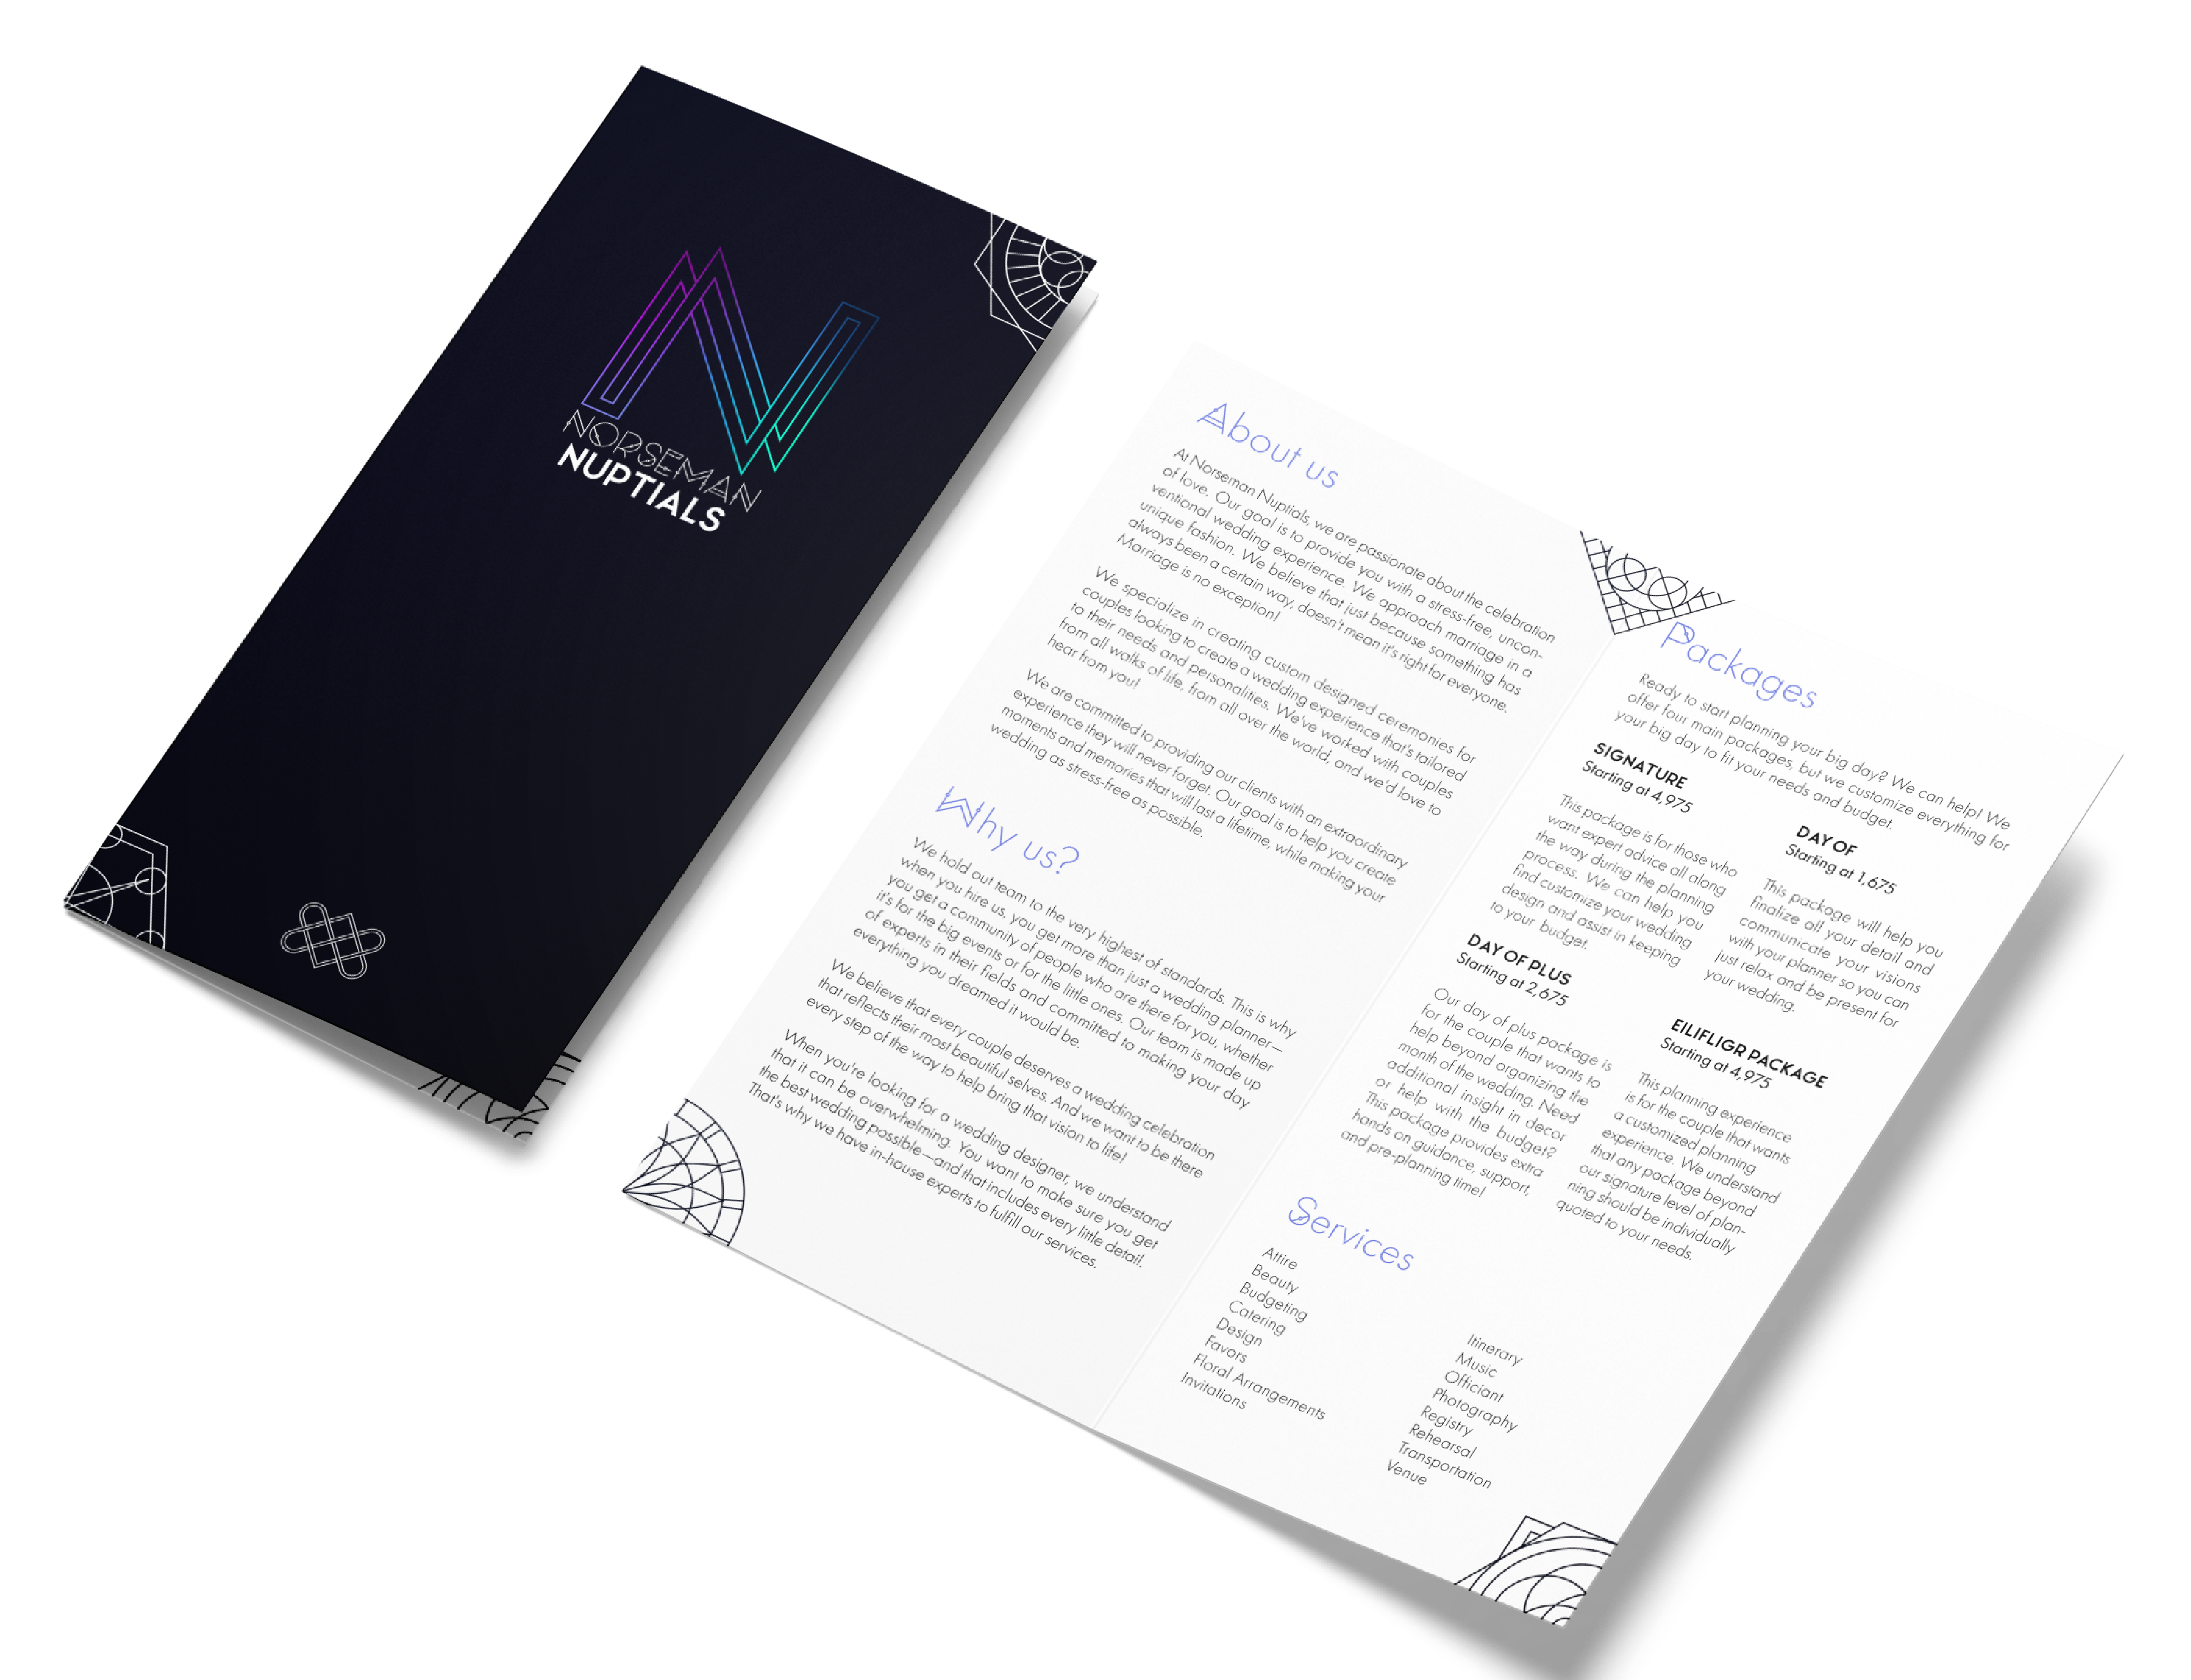 NORSEMAN
NUPTIALS
About us
At Norseman Nuptials, we are passionate about the celebration
of love. Our goal is to provide you with a stress-free, uncon-
ventional wedding experience. We approach marriage in a
unique fashion. We believe that just because something has
always been a certain way, doesn't mean it's right for everyone.
Marriage is no exception!
We specialize in creating custom designed ceremonies for
couples looking to create a wedding experience that's tailored
to their needs and personalities. We've worked with couples
from all walks of life, from all over the world, and we'd love to
hear from you!
We are committed to providing our clients with an extraordinary
experience they will never forget. Our goal is to help you create
moments and memories that will last a lifetime, while making your
wedding as stress-free as possible.
Why us?
We hold out team to the very highest of standards. This is why
when you hire us, you get more than just a wedding planner—
you get a community of people who are there for you, whether
it's for the big events or for the little ones. Our team is made up
of experts in their fields and committed to making your day
everything you dreamed it would be.
We believe that every couple deserves a wedding celebration
that reflects their most beautiful selves. And we want to be there
every step of the way to help bring that vision to life!
When you're looking for a wedding designer, we understand
that it can be overwhelming. You want to make sure you get
the best wedding possible—and that includes every little detail.
That's why we have in-house experts to fulfill our services.
Packages
Ready to start planning your big day? We can help! We
offer four main packages, but we customize everything for
your big day to fit your needs and budget.
SIGNATURE
Starting at 4,975
This package is for those who
want expert advice all along
the way during the planning
process. We can help you
find customize your wedding
design and assist in keeping
to your budget.
DAY OF PLUS
Starting at 2,675
Our day of plus package is
for the couple that wants to
help beyond organizing the
month of the wedding. Need
additional insight in decor
or help with the budget?
This package provides extra
hands on guidance, support,
and pre-planning time!
DAY OF
Starting at 1,675
This package will help you
finalize all your detail and
communicate your visions
with your planner so you can
just relax and be present for
your wedding.
EILIFLIGR PACKAGE
Starting at 4,975
This planning experience
is for the couple that wants
a customized planning
experience. We understand
that any package beyond
our signature level of plan-
ning should be individually
quoted to your needs.
Services
Attire
Beauty
Budgeting
Catering
Design
Favors
Floral Arrangements
Invitations
Itinerary
Music
Officiant
Photography
Registry
Rehearsal
Transportation
Venue